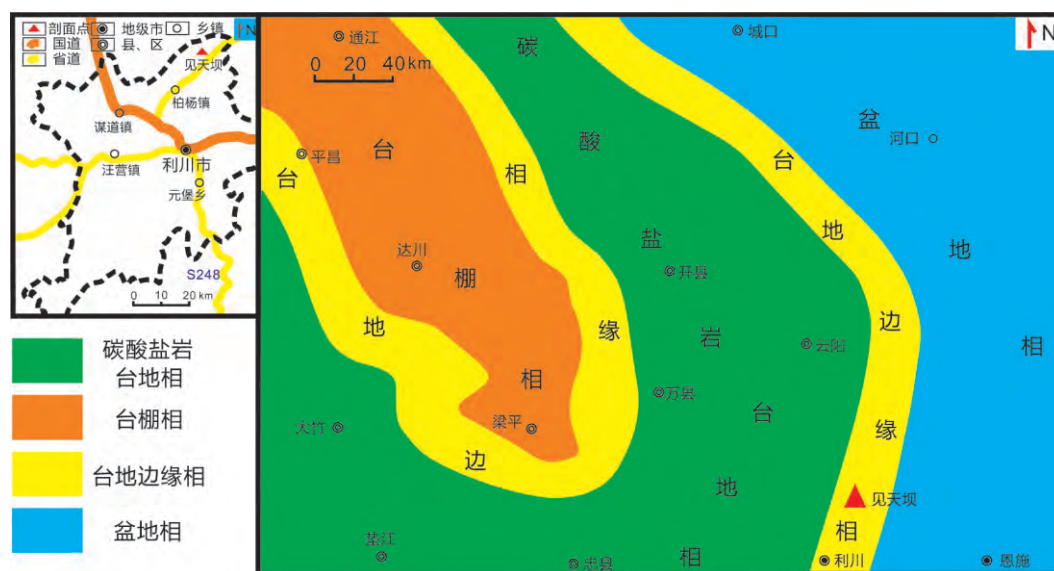 剖面点 地级市 乡镇
国道 县、区
省道
N
见天坝
柏杨镇
谋道镇
汪营镇
利川市
元堡乡
S248
0 10 20 km
碳酸盐岩
台地相
台棚相
台地边缘相
盆地相
N
通江
0 20 40km
城口
河口
平昌
达川
开县
云阳
万县
大竹
梁平
见天坝
垫江
忠县
利川
恩施
碳酸盐岩台地相
台棚相
台地边缘相
台地边缘相
盆地相